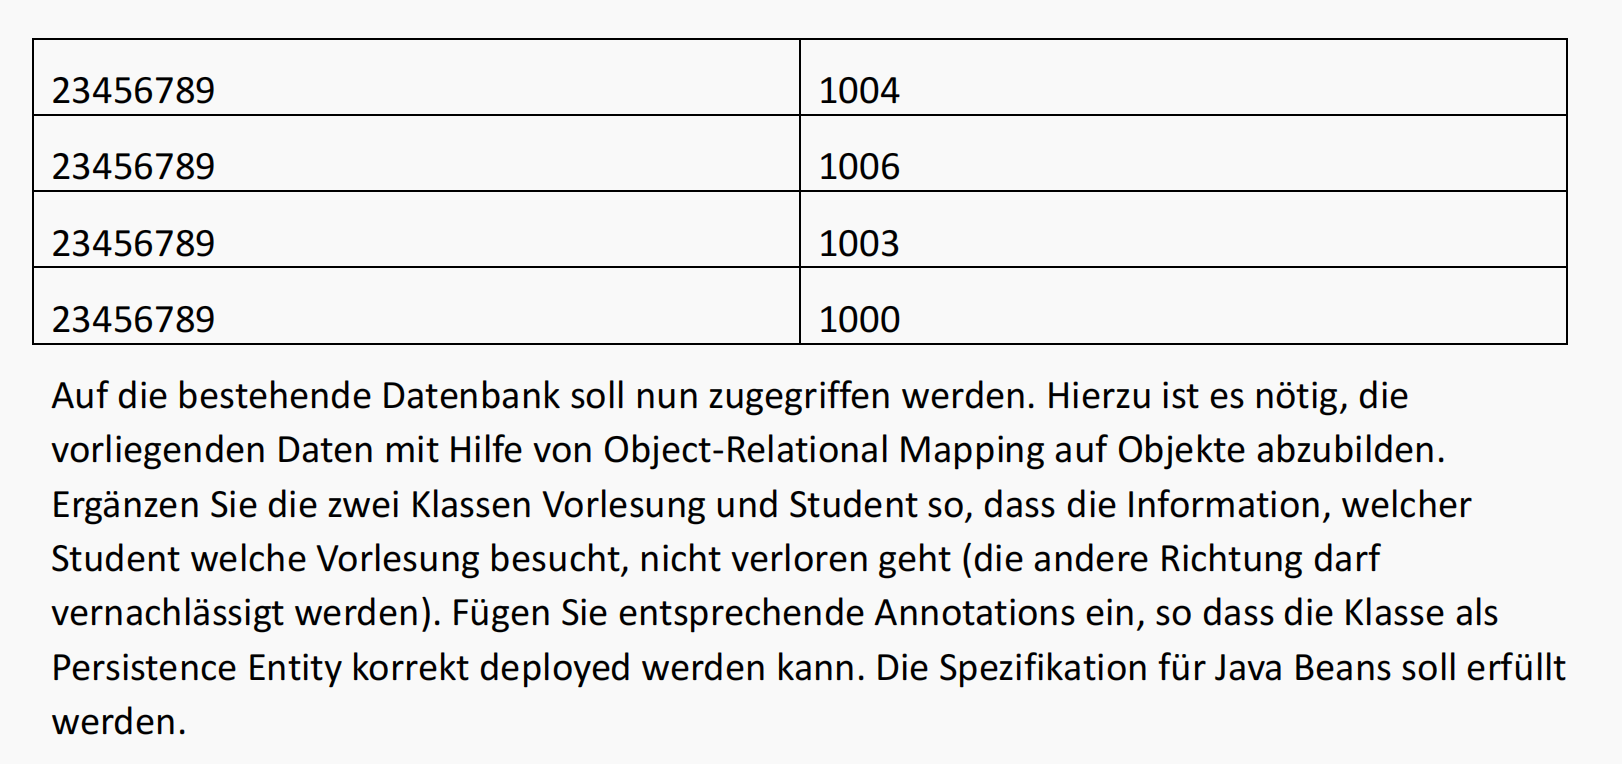 23456789 1004
23456789 1006
23456789 1003
23456789 1000
Auf die bestehende Datenbank soll nun zugegriffen werden. Hierzu ist es nötig, die
vorliegenden Daten mit Hilfe von Object-Relational Mapping auf Objekte abzubilden.
Ergänzen Sie die zwei Klassen Vorlesung und Student so, dass die Information, welcher
Student welche Vorlesung besucht, nicht verloren geht (die andere Richtung darf
vernachlässigt werden). Fügen Sie entsprechende Annotations ein, so dass die Klasse als
Persistence Entity korrekt deployed werden kann. Die Spezifikation für Java Beans soll erfüllt
werden.